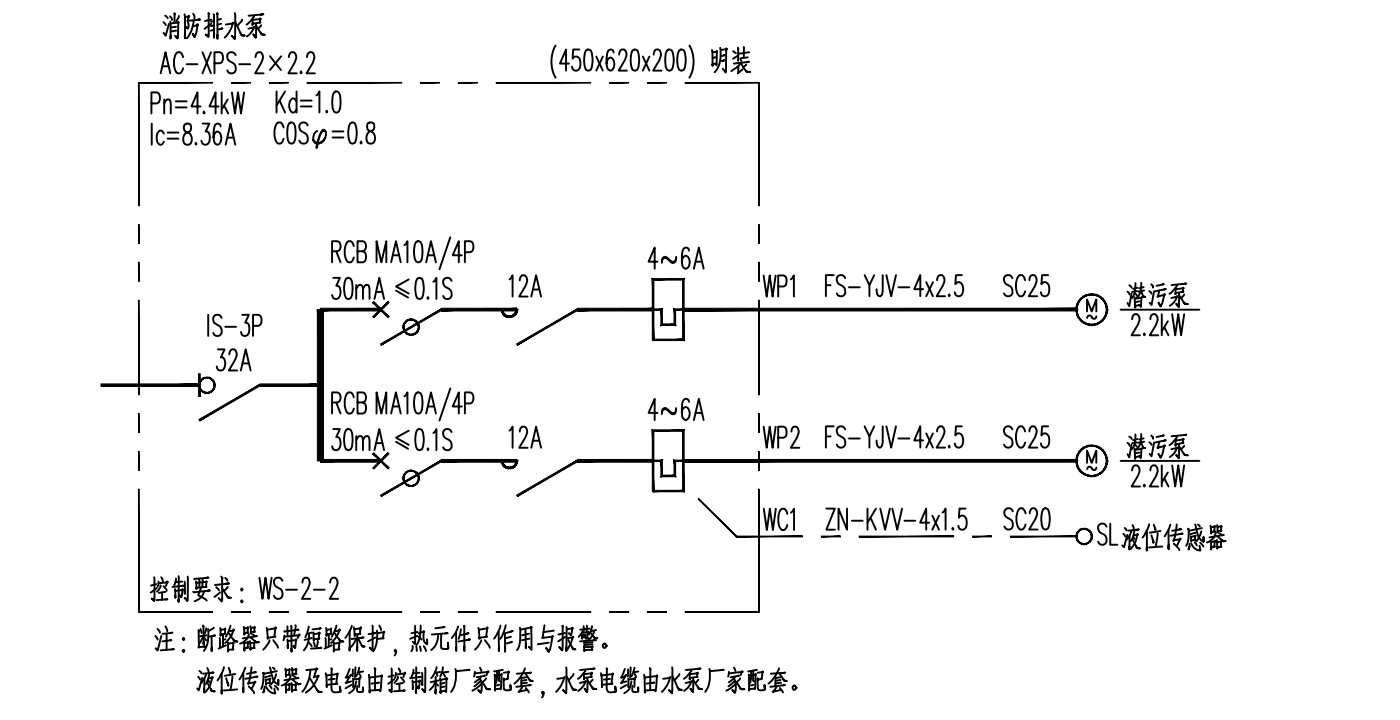 消防排水泵
AC-XPS-2×2.2
(450x620x200) 明装
Pn=4.4kW Kd=1.0
Ic=8.36A COSφ=0.8
RCB MA10A/4P
30mA ≤0.1S
12A
4~6A
WP1 FS-YJV-4x2.5 SC25
M
~
潜污泵
2.2kW
IS-3P
32A
RCB MA10A/4P
30mA ≤0.1S
12A
4~6A
WP2 FS-YJV-4x2.5 SC25
M
~
潜污泵
2.2kW
WC1 ZN-KVV-4x1.5 SC20
SL液位传感器
控制要求: WS-2-2
注: 断路器只带短路保护,热元件只作用与报警。
液位传感器及电缆由控制箱厂家配套,水泵电缆由水泵厂家配套。